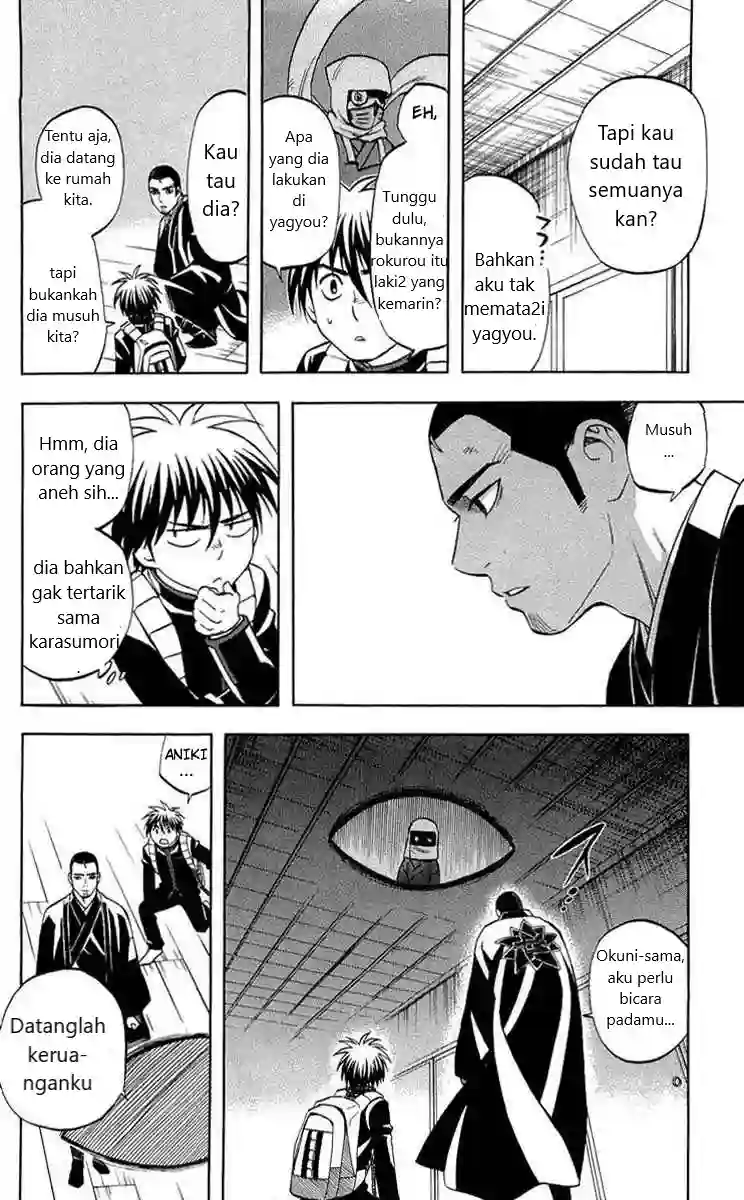 Tapi kau
sudah tau
semuanya
kan?
Bahkan
aku tak
memata2i
yagyou.
EH,
Tunggu
dulu,
bukannya
rokurou itu
laki2 yang
kemarin?
Apa
yang dia
lakukan
di
yagyou?
Kau
tau
dia?
Tentu aja,
dia datang
ke rumah
kita.
tapi
bukankah
dia musuh
kita?
Musuh
...
Hmm, dia
orang yang
aneh sih...
dia bahkan
gak tertarik
sama
karasumori
.
Okuni-sama,
aku perlu
bicara
padamu...
ANIKI
...
Datanglah
kerua-
nganku